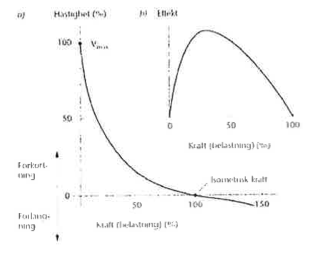 a)
Hastighet (%)
b)
Effekt
100
Vmax
50
0
50
100
Kraft (belastning) (%)
Forkort-
ning
Isometrisk kraft
0
50
100
150
Kraft (belastning) (%)
Forläng-
ning